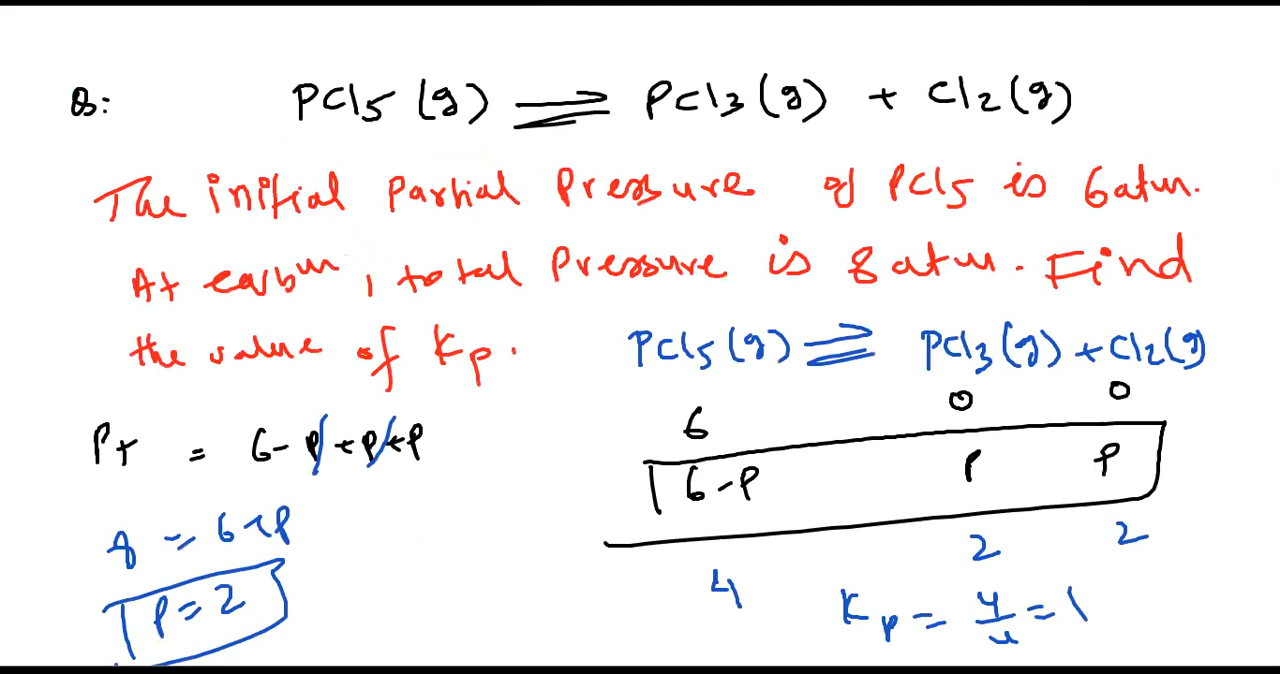 Q: PCl5 (g) ⇌ PCl3 (g) + Cl2 (g)
The initial Partial Pressure of PCl5 is 6 atm.
At eqbm, total Pressure is 8 atm. Find
the value of Kp.
PCl5 (g) ⇌ PCl3 (g) + Cl2 (g)
6 0 0
PT = 6 - p + p + p
6 - p p p
8 = 6 + p
2 2
4
p = 2
Kp = 4/4 = 1